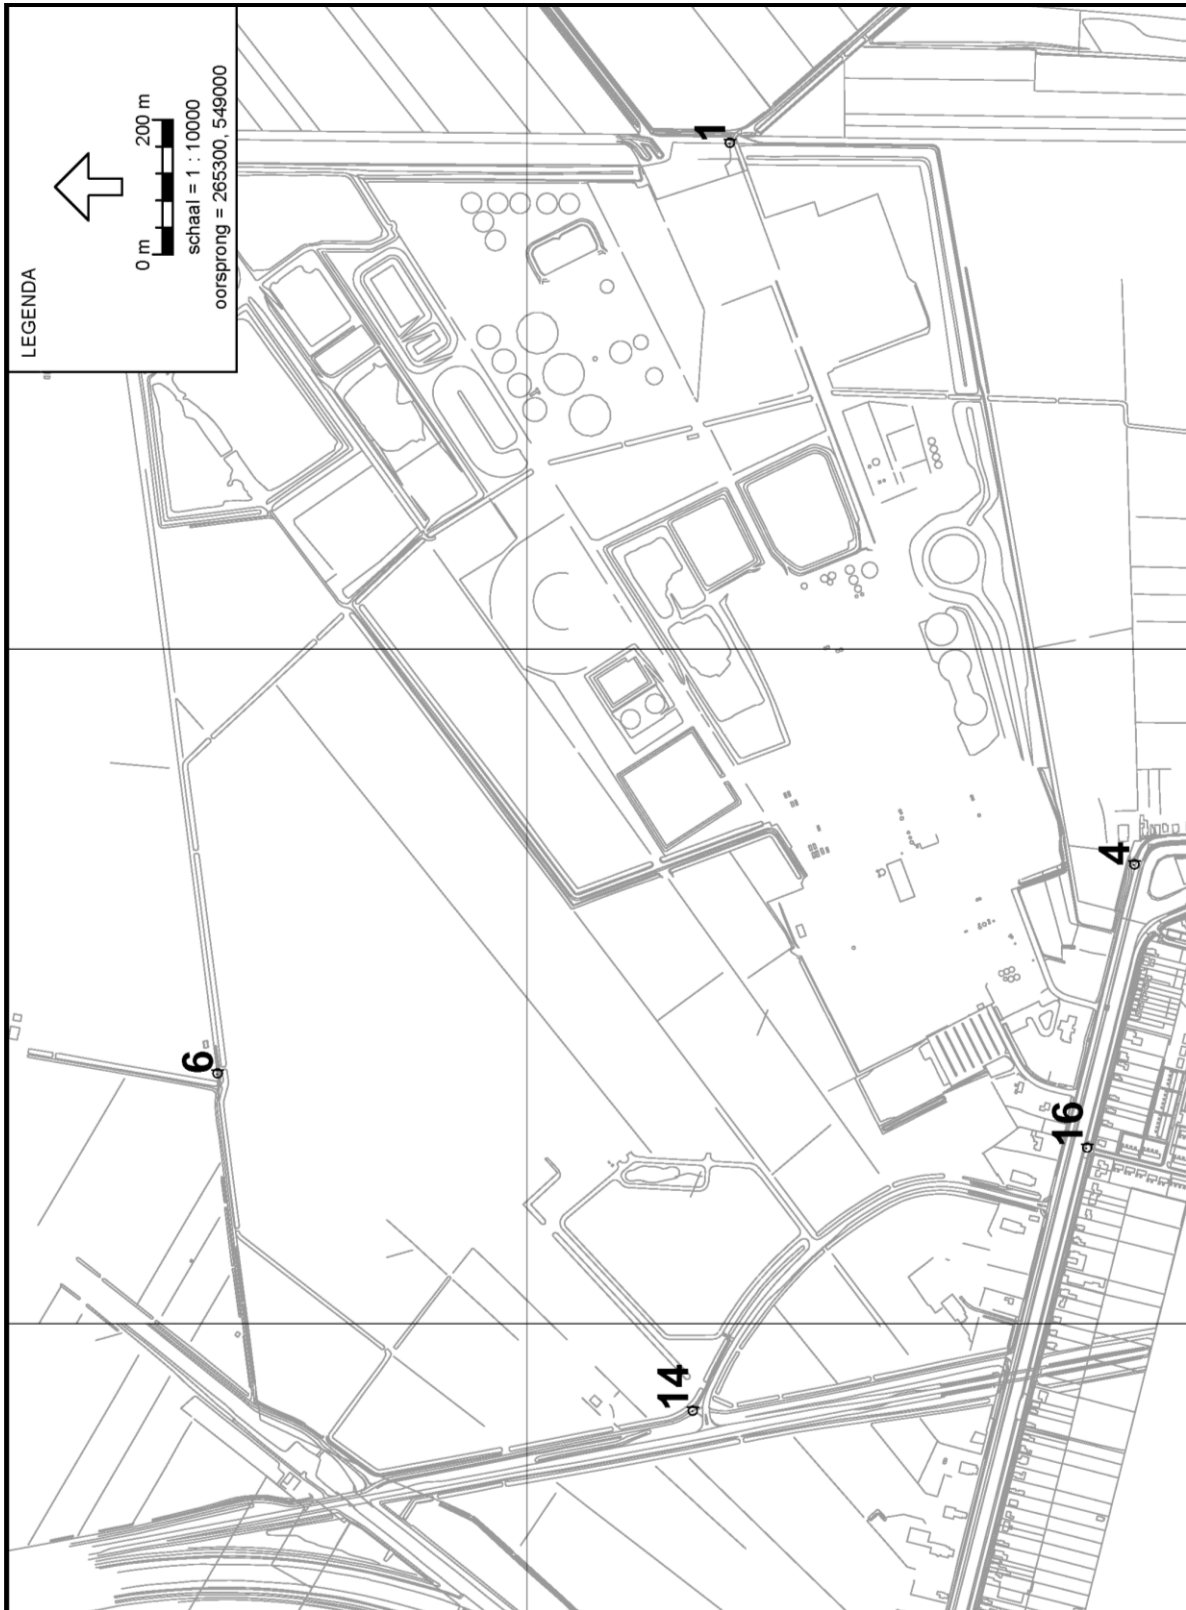 LEGENDA
0 m 200 m
schaal = 1 : 10000
oorsprong = 265300, 549000
1
6
4
16
14